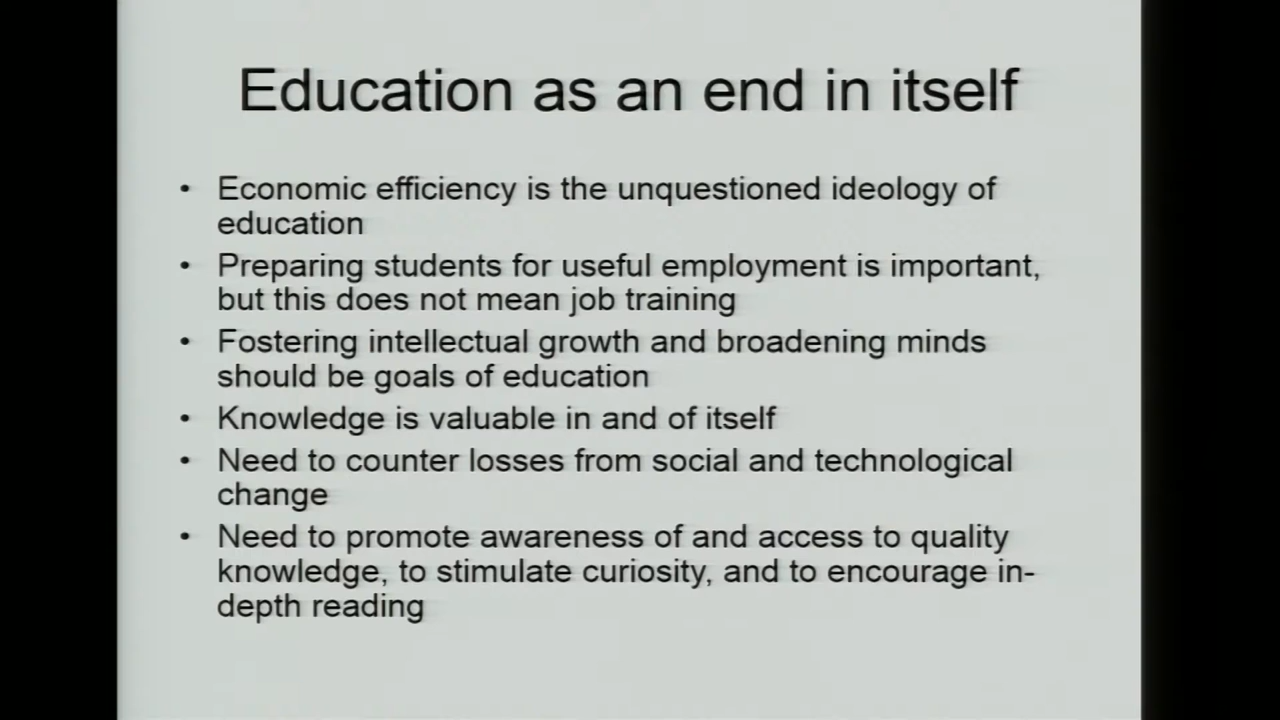 Education as an end in itself
• Economic efficiency is the unquestioned ideology of
education
• Preparing students for useful employment is important,
but this does not mean job training
• Fostering intellectual growth and broadening minds
should be goals of education
• Knowledge is valuable in and of itself
• Need to counter losses from social and technological
change
• Need to promote awareness of and access to quality
knowledge, to stimulate curiosity, and to encourage in-
depth reading